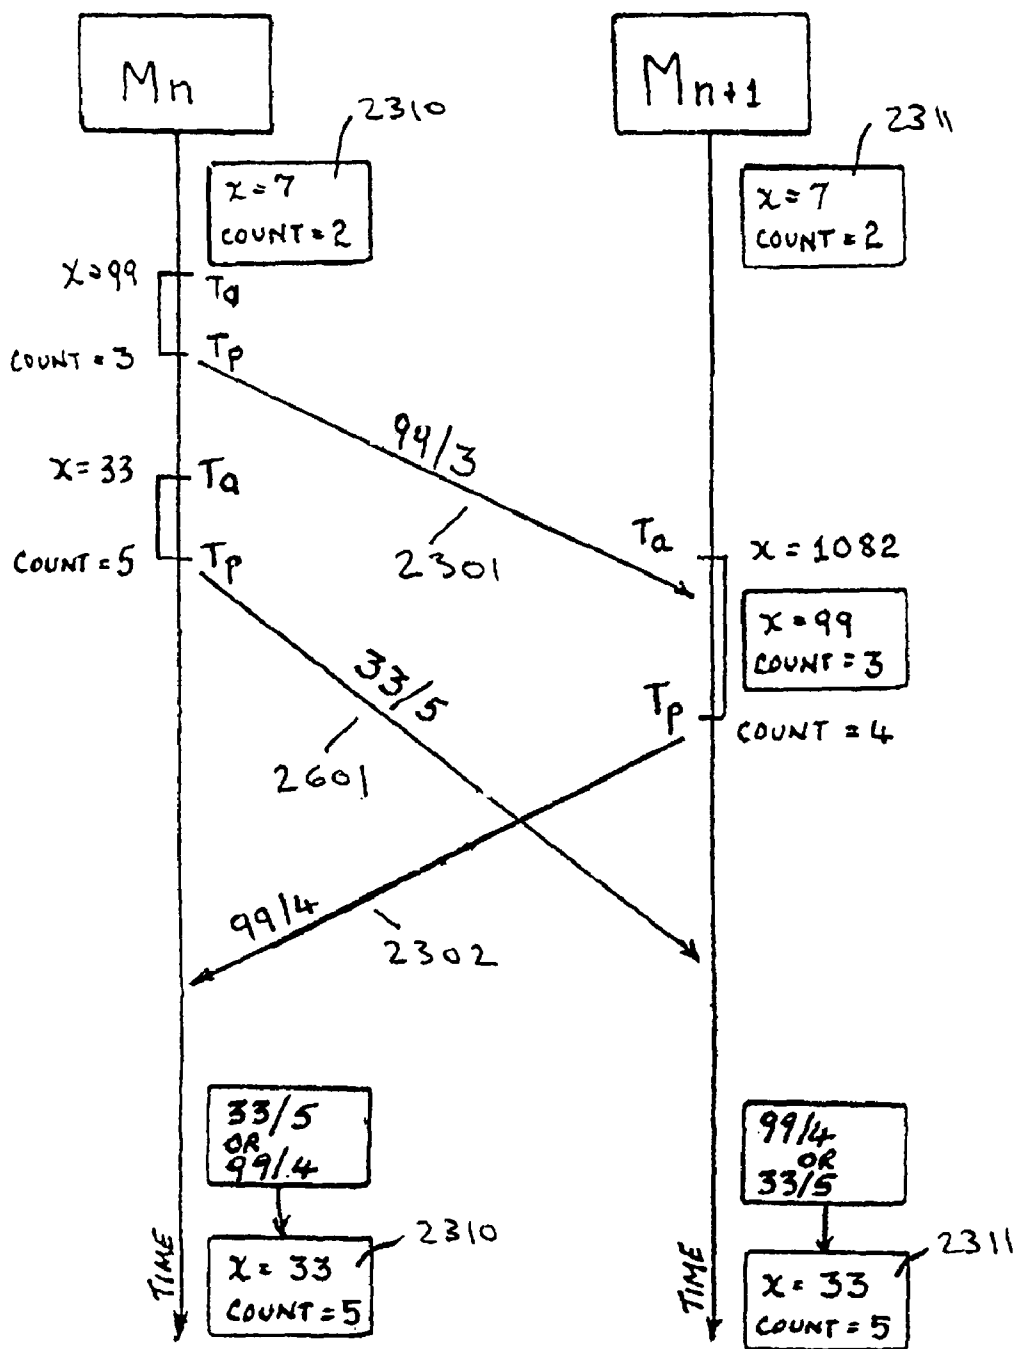 Mn
Mn+1
2310
2311
x=7
COUNT=2
x=7
COUNT=2
x=99
Ta
COUNT=3
Tp
99/3
2301
x=33
Ta
COUNT=5
Tp
Ta
x=1082
x=99
COUNT=3
Tp
COUNT=4
33/5
2601
99/4
2302
33/5
OR
99/4
99/4
OR
33/5
TIME
x=33
COUNT=5
2310
TIME
x=33
COUNT=5
2311